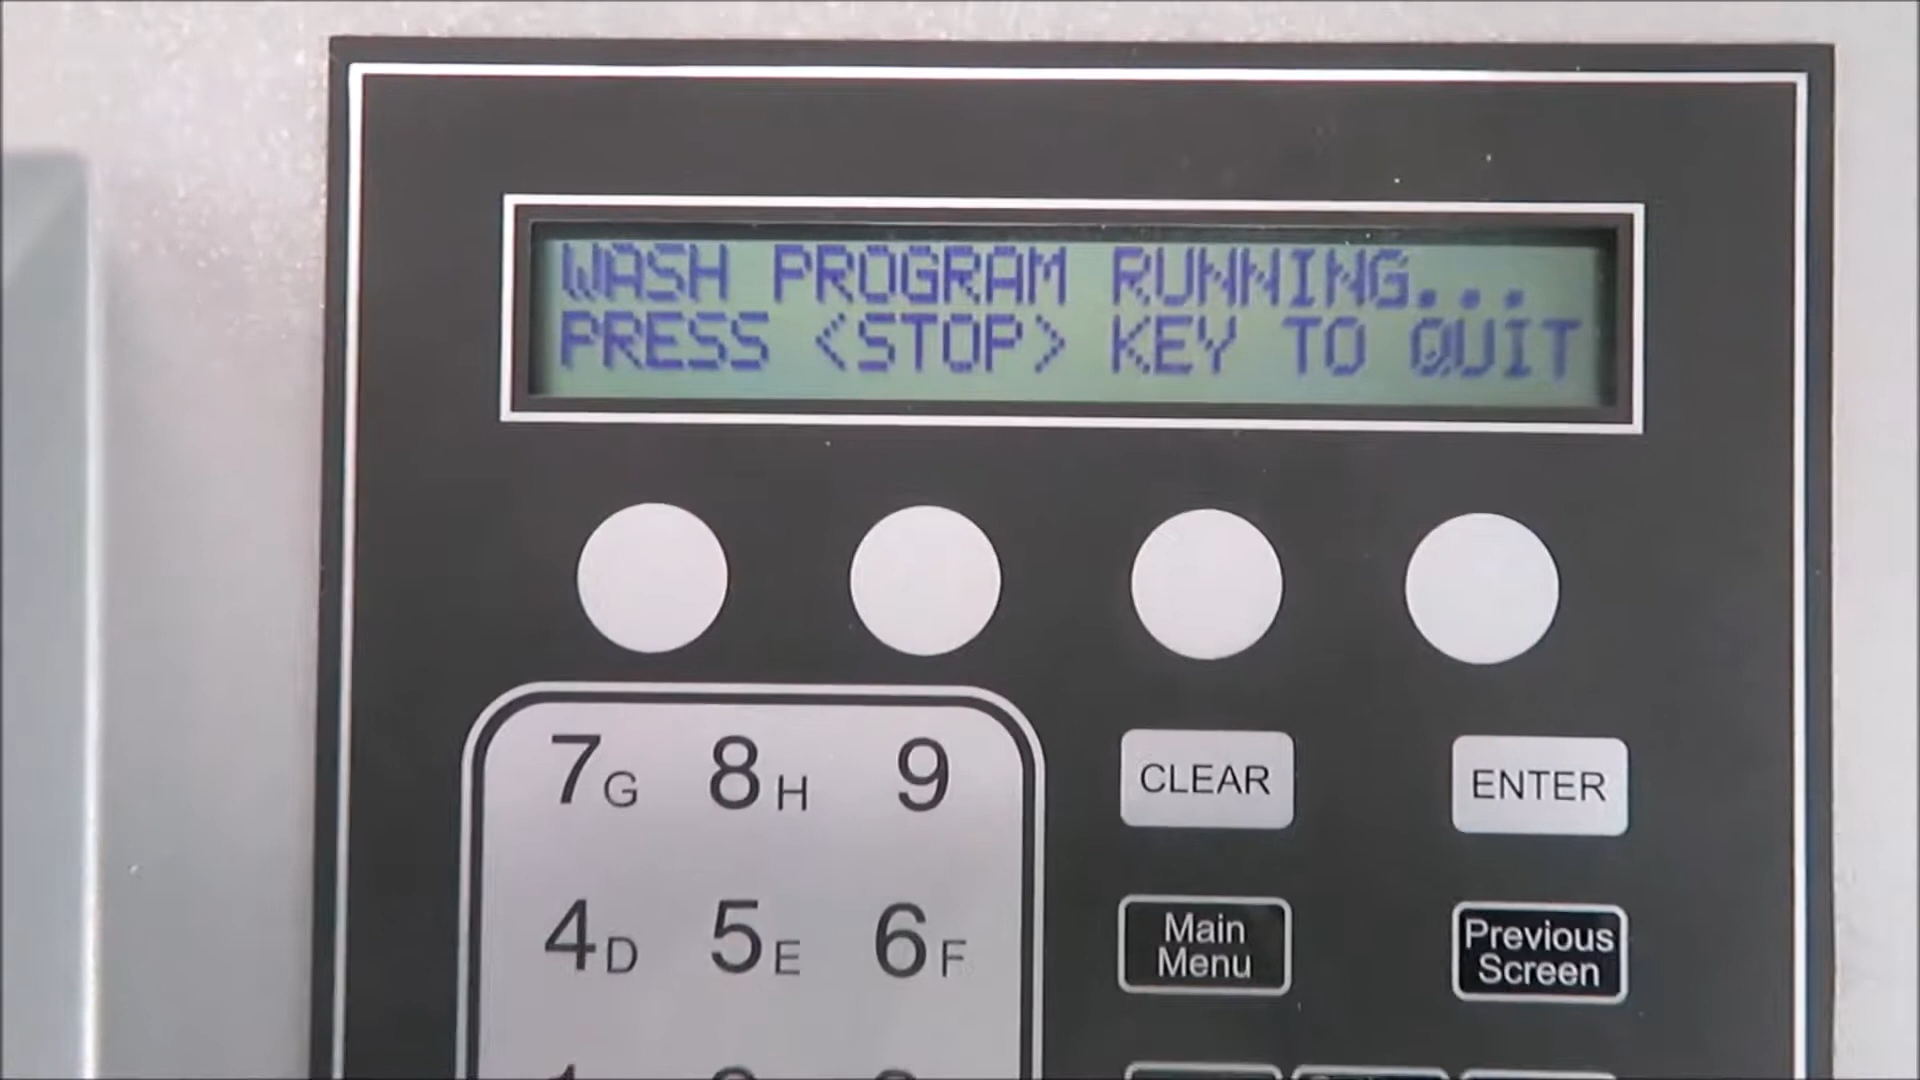 WASH PROGRAM RUNNING...
PRESS <STOP> KEY TO QUIT
7G 8H 9
CLEAR
ENTER
4D 5E 6F
Main
Menu
Previous
Screen